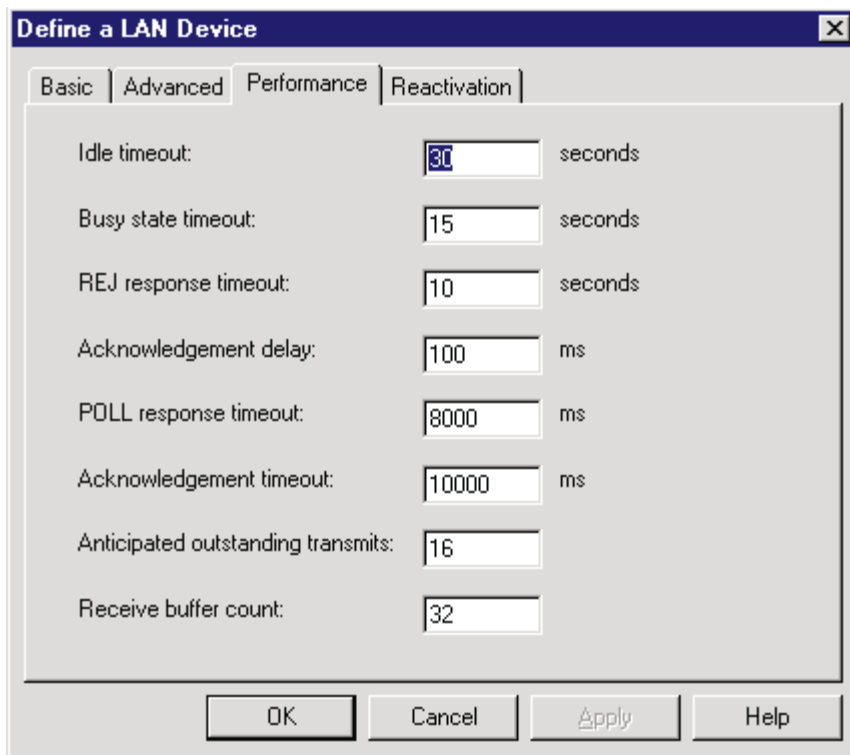 Define a LAN Device
Basic Advanced Performance Reactivation
Idle timeout: 30 seconds
Busy state timeout: 15 seconds
REJ response timeout: 10 seconds
Acknowledgement delay: 100 ms
POLL response timeout: 8000 ms
Acknowledgement timeout: 10000 ms
Anticipated outstanding transmits: 16
Receive buffer count: 32
OK Cancel Apply Help